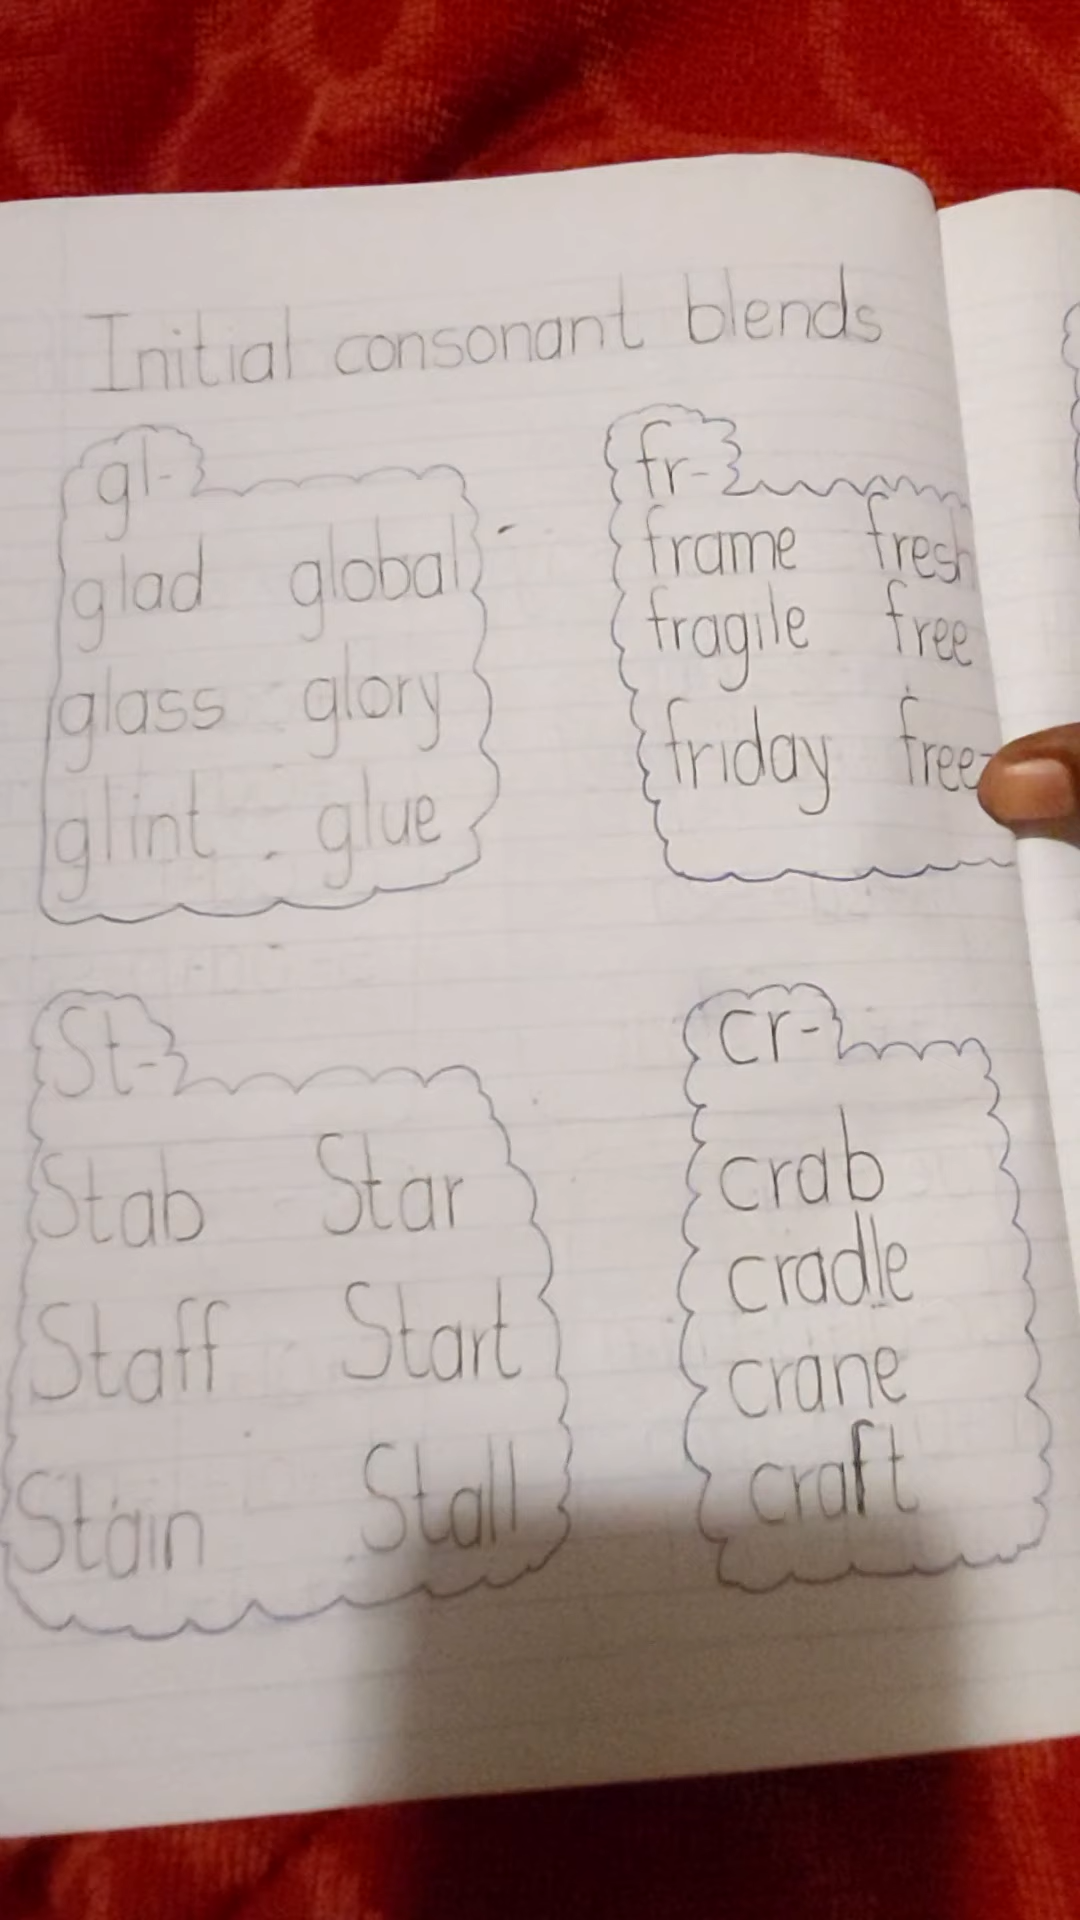 Initial consonant blends
gl-
glad global
glass glory
glint glue
fr-
frame fresh
fragile free
friday
St-
Stab Star
Staff Start
Stain Stall
cr-
crab
cradle
crane
craft